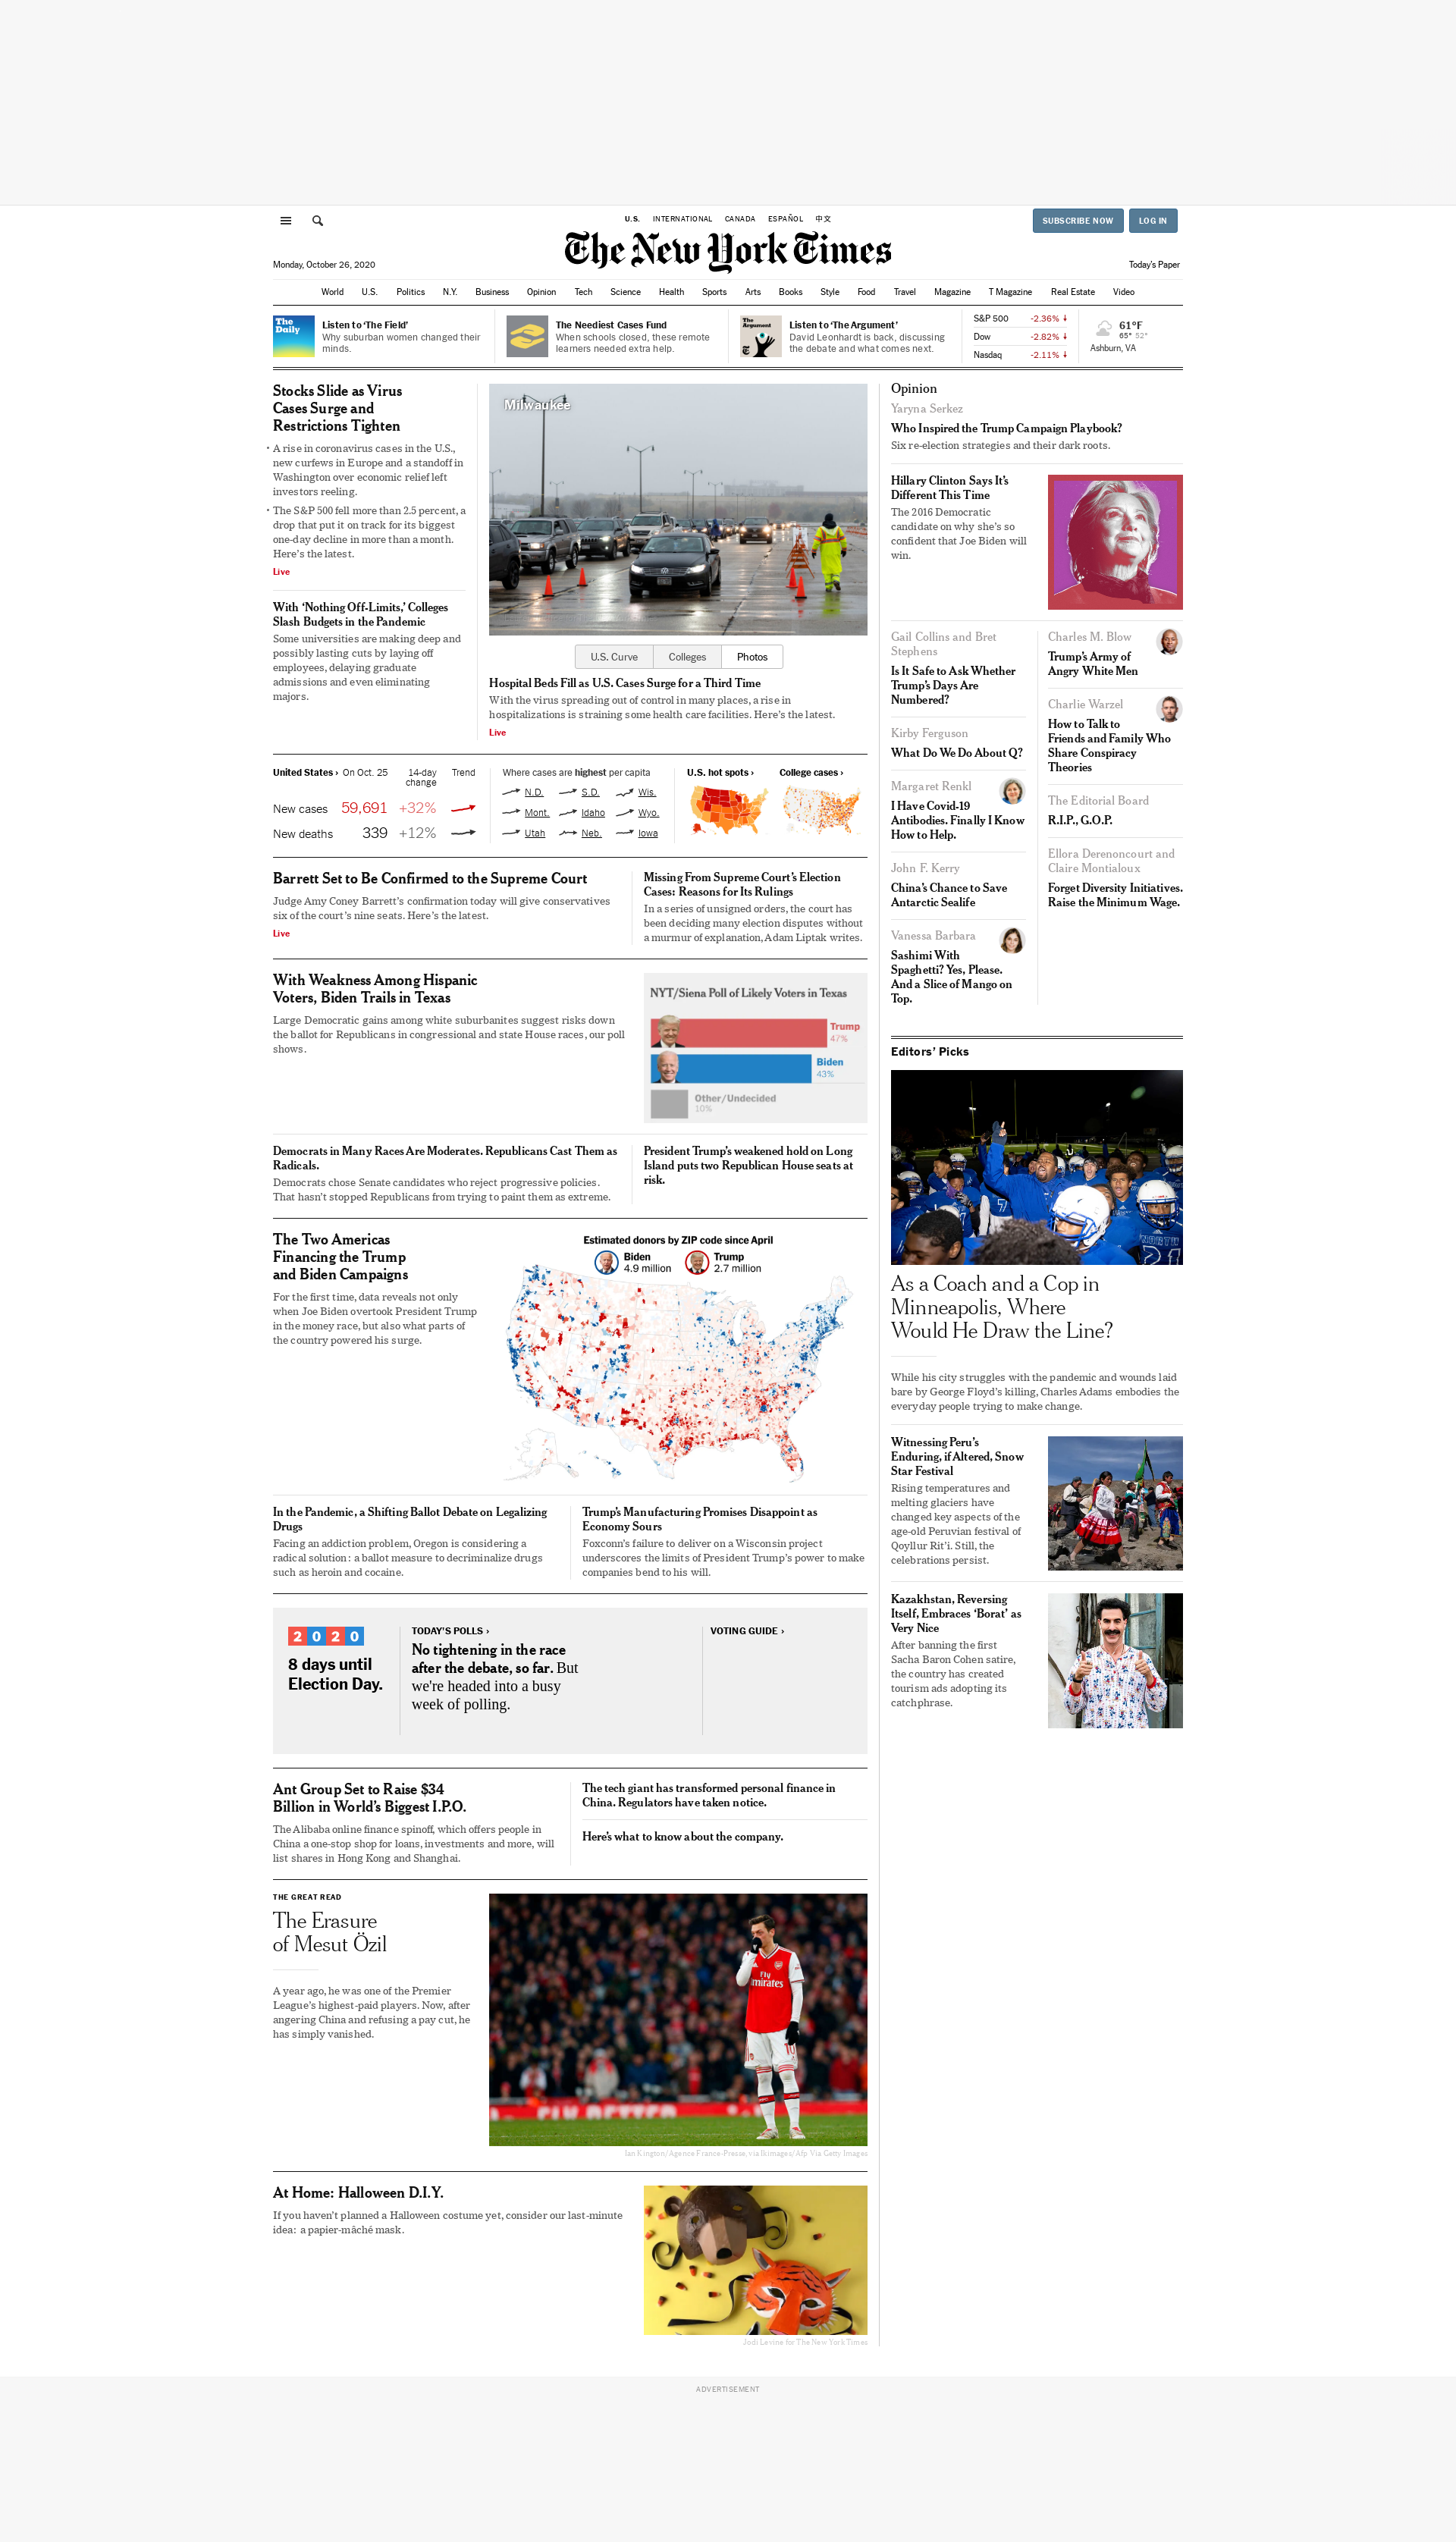 U.S. INTERNATIONAL CANADA ESPAÑOL 中文
SUBSCRIBE NOW LOG IN
The New York Times
Monday, October 26, 2020
Today's Paper
World U.S. Politics N.Y. Business Opinion Tech Science Health Sports Arts Books Style Food Travel Magazine T Magazine Real Estate Video
The
Daily
Listen to ‘The Field’
Why suburban women changed their
minds.
The Neediest Cases Fund
When schools closed, these remote
learners needed extra help.
The
Argument
Listen to ‘The Argument’
David Leonhardt is back, discussing
the debate and what comes next.
S&P 500 -2.36% ↓
Dow -2.82% ↓
Nasdaq -2.11% ↓
61°F
65° 52°
Ashburn, VA
Stocks Slide as Virus
Cases Surge and
Restrictions Tighten
• A rise in coronavirus cases in the U.S.,
new curfews in Europe and a standoff in
Washington over economic relief left
investors reeling.
• The S&P 500 fell more than 2.5 percent, a
drop that put it on track for its biggest
one-day decline in more than a month.
Here's the latest.
Live
With ‘Nothing Off-Limits,’ Colleges
Slash Budgets in the Pandemic
Some universities are making deep and
possibly lasting cuts by laying off
employees, delaying graduate
admissions and even eliminating
majors.
Milwaukee
U.S. Curve Colleges Photos
Hospital Beds Fill as U.S. Cases Surge for a Third Time
With the virus spreading out of control in many places, a rise in
hospitalizations is straining some health care facilities. Here's the latest.
Live
United States › On Oct. 25 14-day
change Trend
New cases 59,691 +32%
New deaths 339 +12%
Where cases are highest per capita
N.D. S.D. Wis.
Mont. Idaho Wyo.
Utah Neb. Iowa
U.S. hot spots › College cases ›
Barrett Set to Be Confirmed to the Supreme Court
Judge Amy Coney Barrett's confirmation today will give conservatives
six of the court's nine seats. Here's the latest.
Live
Missing From Supreme Court's Election
Cases: Reasons for Its Rulings
In a series of unsigned orders, the court has
been deciding many election disputes without
a murmur of explanation, Adam Liptak writes.
With Weakness Among Hispanic
Voters, Biden Trails in Texas
Large Democratic gains among white suburbanites suggest risks down
the ballot for Republicans in congressional and state House races, our poll
shows.
NYT/Siena Poll of Likely Voters in Texas
Trump
47%
Biden
43%
Other/Undecided
10%
Democrats in Many Races Are Moderates. Republicans Cast Them as
Radicals.
Democrats chose Senate candidates who reject progressive policies.
That hasn't stopped Republicans from trying to paint them as extreme.
President Trump's weakened hold on Long
Island puts two Republican House seats at
risk.
The Two Americas
Financing the Trump
and Biden Campaigns
For the first time, data reveals not only
when Joe Biden overtook President Trump
in the money race, but also what parts of
the country powered his surge.
Estimated donors by ZIP code since April
Biden
4.9 million
Trump
2.7 million
In the Pandemic, a Shifting Ballot Debate on Legalizing
Drugs
Facing an addiction problem, Oregon is considering a
radical solution: a ballot measure to decriminalize drugs
such as heroin and cocaine.
Trump's Manufacturing Promises Disappoint as
Economy Sours
Foxconn's failure to deliver on a Wisconsin project
underscores the limits of President Trump's power to make
companies bend to his will.
2020
8 days until
Election Day.
TODAY'S POLLS ›
No tightening in the race
after the debate, so far. But
we're headed into a busy
week of polling.
VOTING GUIDE ›
Ant Group Set to Raise $34
Billion in World's Biggest I.P.O.
The Alibaba online finance spinoff, which offers people in
China a one-stop shop for loans, investments and more, will
list shares in Hong Kong and Shanghai.
The tech giant has transformed personal finance in
China. Regulators have taken notice.
Here's what to know about the company.
THE GREAT READ
The Erasure
of Mesut Özil
A year ago, he was one of the Premier
League's highest-paid players. Now, after
angering China and refusing a pay cut, he
has simply vanished.
Fly
Emirates
10
FLY BETTER
Ian Kington/Agence France-Presse, via Ikimages/Afp Via Getty Images
At Home: Halloween D.I.Y.
If you haven't planned a Halloween costume yet, consider our last-minute
idea: a papier-mâché mask.
Jodi Levine for The New York Times
Opinion
Yaryna Serkez
Who Inspired the Trump Campaign Playbook?
Six re-election strategies and their dark roots.
Hillary Clinton Says It's
Different This Time
The 2016 Democratic
candidate on why she's so
confident that Joe Biden will
win.
Gail Collins and Bret
Stephens
Is It Safe to Ask Whether
Trump's Days Are
Numbered?
Kirby Ferguson
What Do We Do About Q?
Margaret Renkl
I Have Covid-19
Antibodies. Finally I Know
How to Help.
John F. Kerry
China's Chance to Save
Antarctic Sealife
Vanessa Barbara
Sashimi With
Spaghetti? Yes, Please.
And a Slice of Mango on
Top.
Charles M. Blow
Trump's Army of
Angry White Men
Charlie Warzel
How to Talk to
Friends and Family Who
Share Conspiracy
Theories
The Editorial Board
R.I.P., G.O.P.
Ellora Derenoncourt and
Claire Montialoux
Forget Diversity Initiatives.
Raise the Minimum Wage.
Editors' Picks
NORTH
21
As a Coach and a Cop in
Minneapolis, Where
Would He Draw the Line?
While his city struggles with the pandemic and wounds laid
bare by George Floyd's killing, Charles Adams embodies the
everyday people trying to make change.
Witnessing Peru's
Enduring, if Altered, Snow
Star Festival
Rising temperatures and
melting glaciers have
changed key aspects of the
age-old Peruvian festival of
Qoyllur Rit'i. Still, the
celebrations persist.
Kazakhstan, Reversing
Itself, Embraces ‘Borat’ as
Very Nice
After banning the first
Sacha Baron Cohen satire,
the country has created
tourism ads adopting its
catchphrase.
ADVERTISEMENT